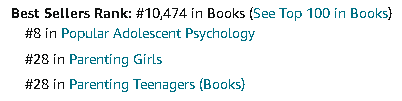 Best Sellers Rank: #10,474 in Books (See Top 100 in Books)
#8 in Popular Adolescent Psychology
#28 in Parenting Girls
#28 in Parenting Teenagers (Books)